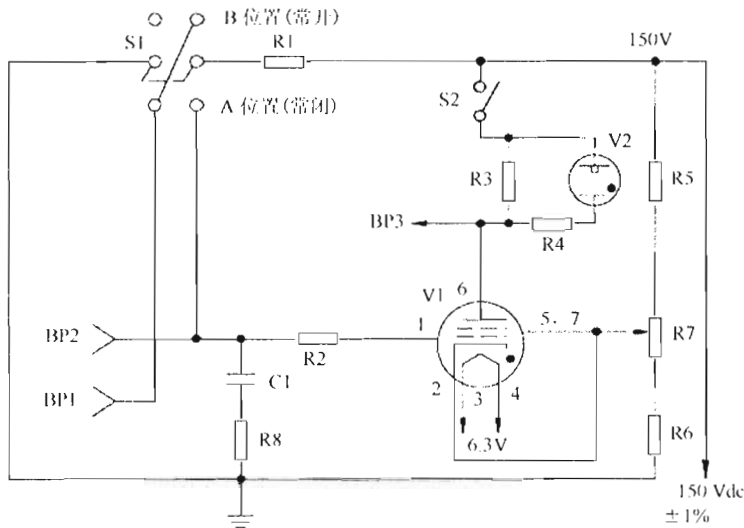 B 位置(常开)
S1
R1
150V
S2
A 位置(常闭)
V2
R3
R5
BP3
R4
6
V1
5, 7
1
BP2
R7
R2
C1
2
3
4
BP1
R8
6.3V
R6
150 Vdc
±1%